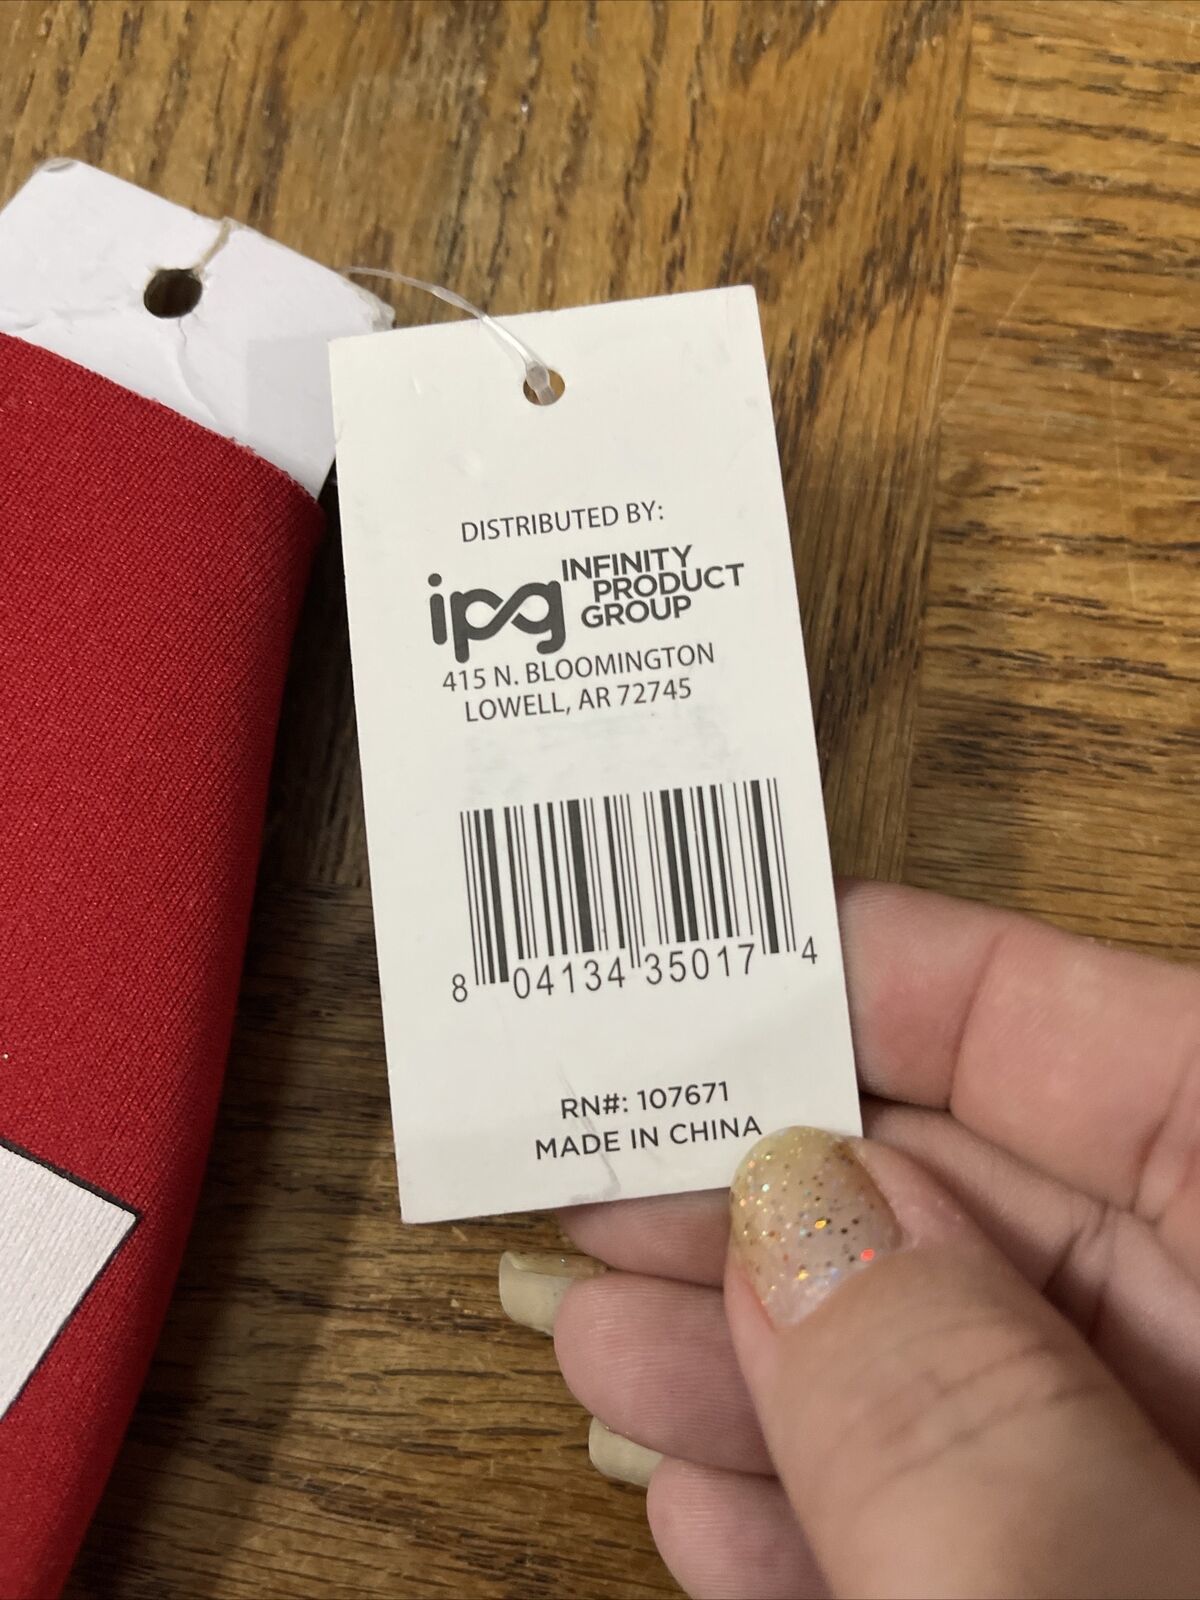 DISTRIBUTED BY:
ipg INFINITY
PRODUCT
GROUP
415 N. BLOOMINGTON
LOWELL, AR 72745
8 04134 35017 4
RN#: 107671
MADE IN CHINA